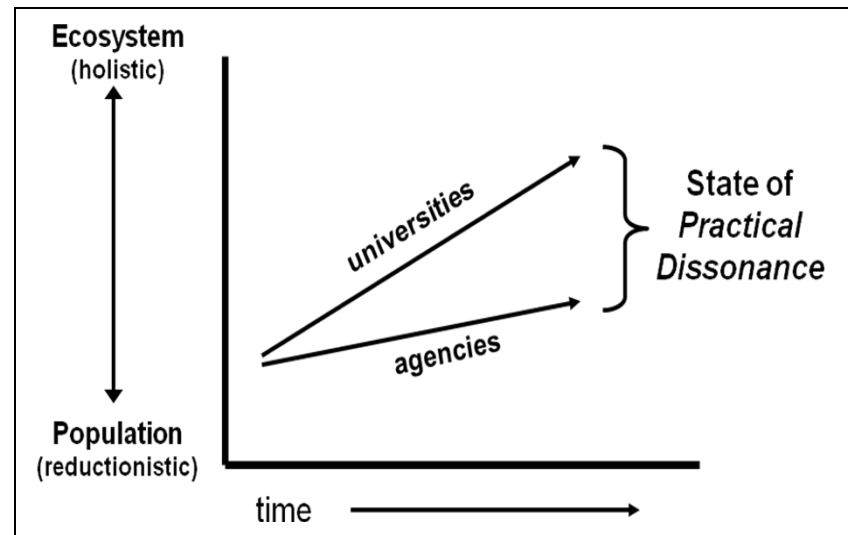 Ecosystem
(holistic)
universities
State of
Practical
Dissonance
agencies
Population
(reductionistic)
time